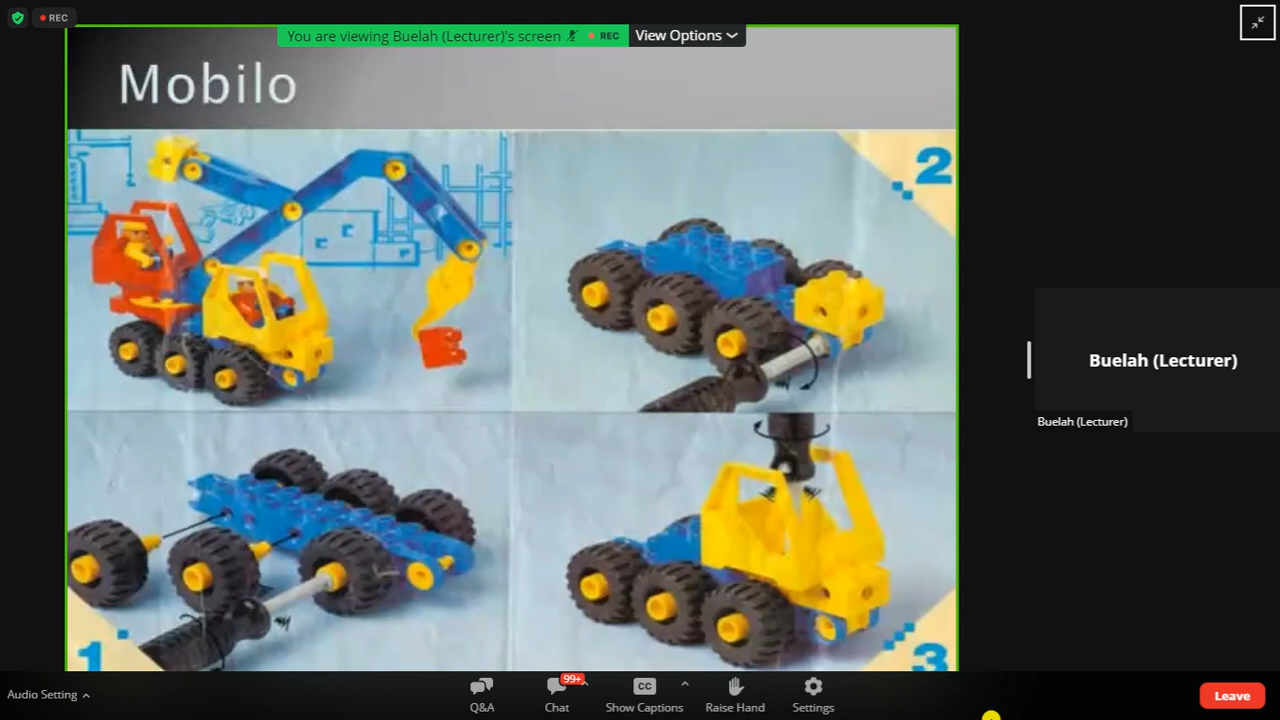 REC
You are viewing Buelah (Lecturer)'s screen REC View Options
Mobilo
2
Buelah (Lecturer)
Buelah (Lecturer)
1
3
Audio Setting
Q&A
99+
Chat
CC
Show Captions
Raise Hand
Settings
Leave